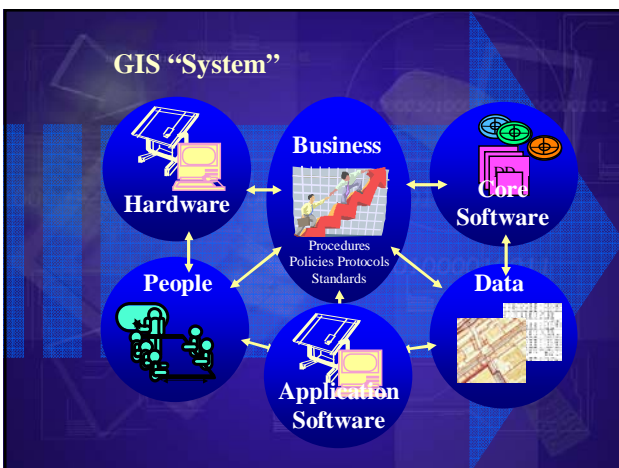 GIS “System”
Business
Hardware
Core
Software
Procedures
Policies Protocols
Standards
People
Data
Application
Software